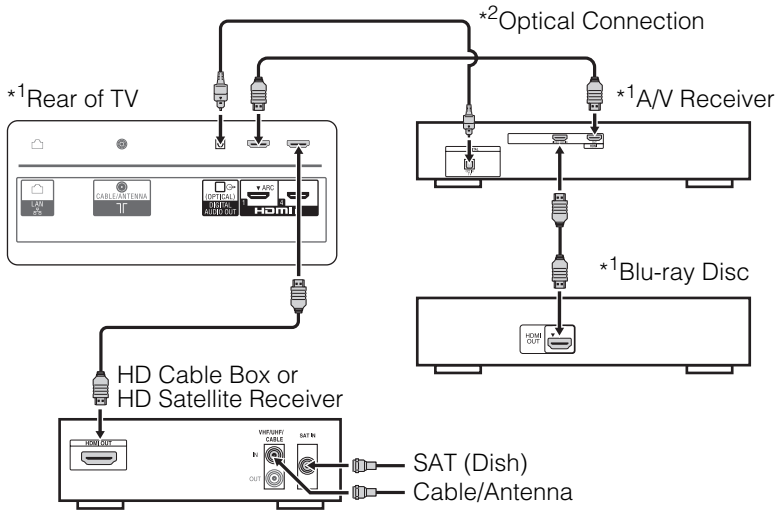 *2Optical Connection
*1Rear of TV
*1A/V Receiver
LAN
CABLE/ANTENNA
(OPTICAL)
DIGITAL
AUDIO OUT
▼ ARC
1
4
HDMI
*1Blu-ray Disc
HDMI
OUT
HD Cable Box or
HD Satellite Receiver
HDMI OUT
VHF/UHF/
CABLE
SAT IN
IN
OUT
SAT (Dish)
Cable/Antenna